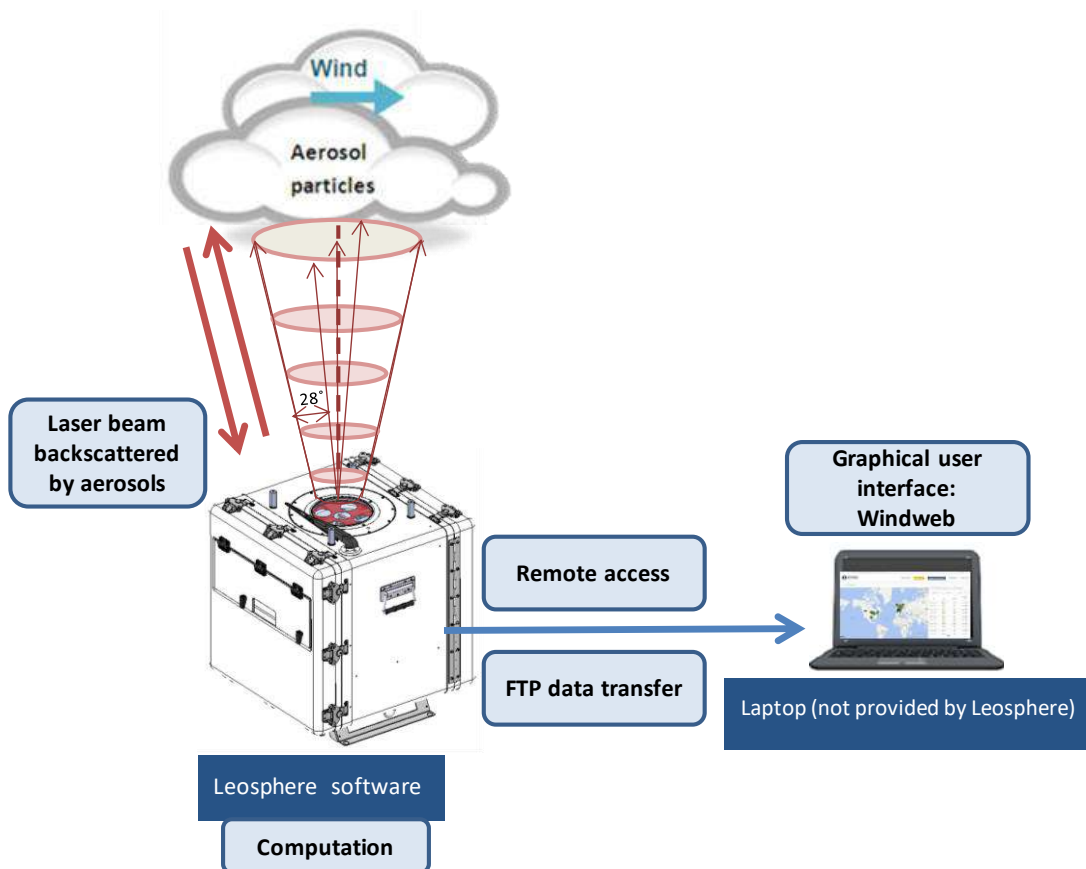 Wind
Aerosol
particles
28°
Laser beam
backscattered
by aerosols
Graphical user
interface:
Windweb
Remote access
FTP data transfer
Laptop (not provided by Leosphere)
Leosphere software
Computation